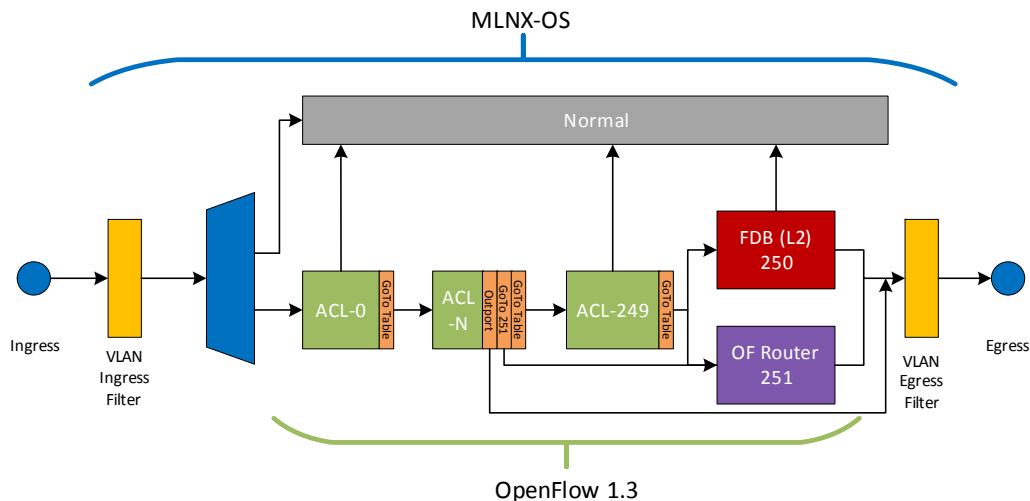 MLNX-OS
Normal
Ingress
VLAN
Ingress
Filter
ACL-0
GoTo Table
ACL
-N
Outport
GoTo 251
GoTo Table
ACL-249
GoTo Table
FDB (L2)
250
OF Router
251
VLAN
Egress
Filter
Egress
OpenFlow 1.3